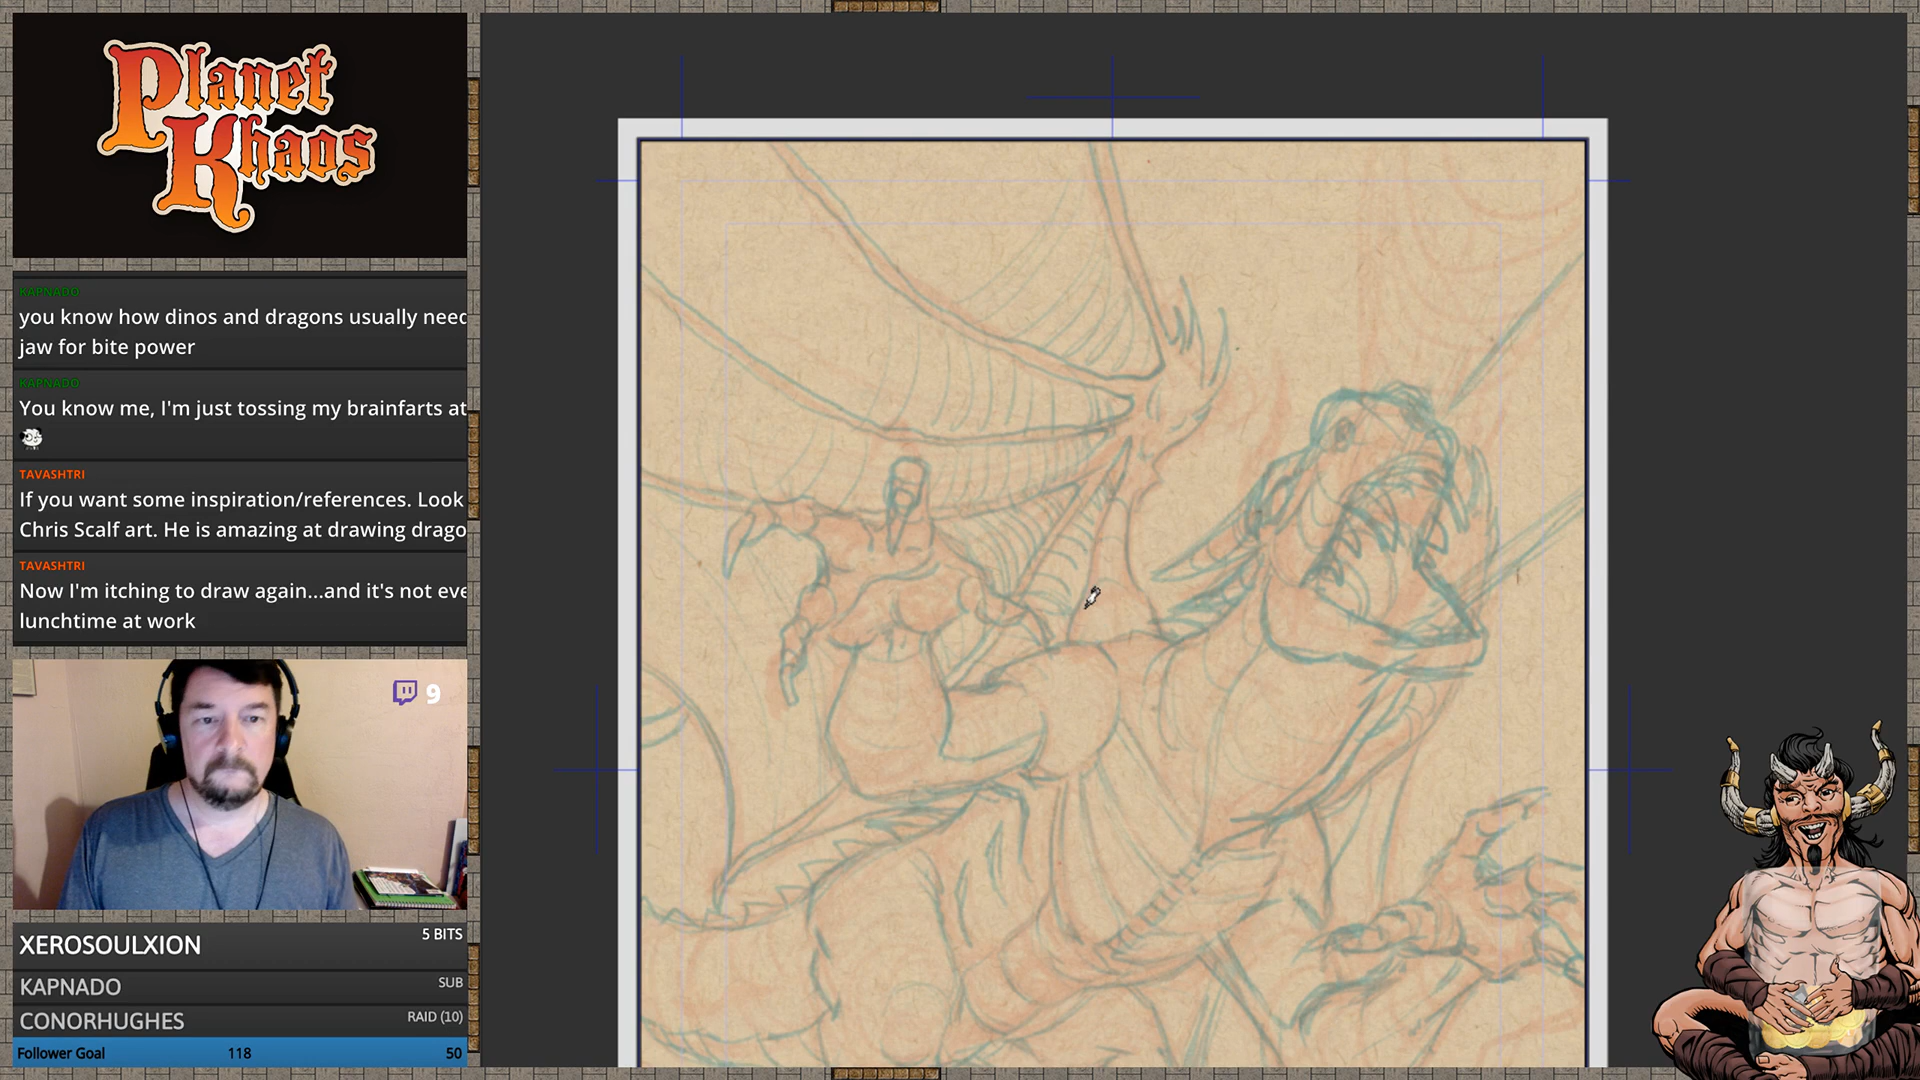 Planet
Khaos
KAPNADO
you know how dinos and dragons usually need
jaw for bite power
KAPNADO
You know me, I'm just tossing my brainfarts at
TAVASHTRI
If you want some inspiration/references. Look
Chris Scalf art. He is amazing at drawing drago
TAVASHTRI
Now I'm itching to draw again...and it's not eve
lunchtime at work
9
XEROSOULXION
5 BITS
KAPNADO
SUB
CONORHUGHES
RAID (10)
Follower Goal
118
50